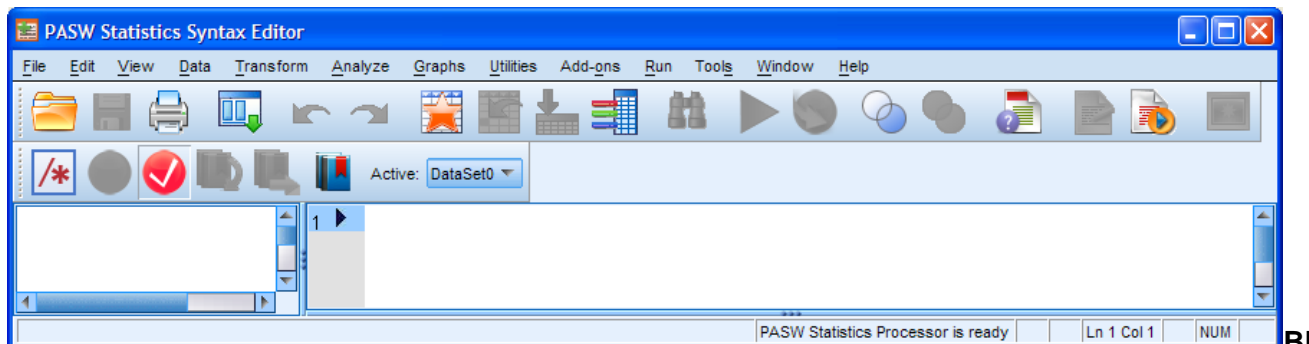 PASW Statistics Syntax Editor
File Edit View Data Transform Analyze Graphs Utilities Add-ons Run Tools Window Help
/*
Active: DataSet0
1
PASW Statistics Processor is ready Ln 1 Col 1 NUM